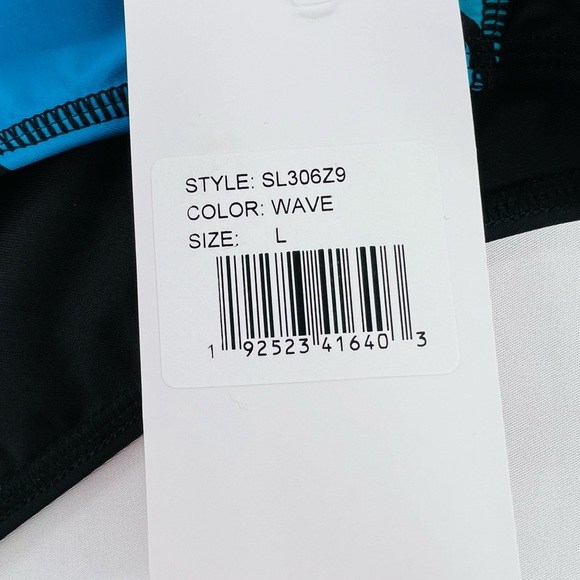 STYLE: SL306Z9
COLOR: WAVE
SIZE: L
1 92523 41640 3